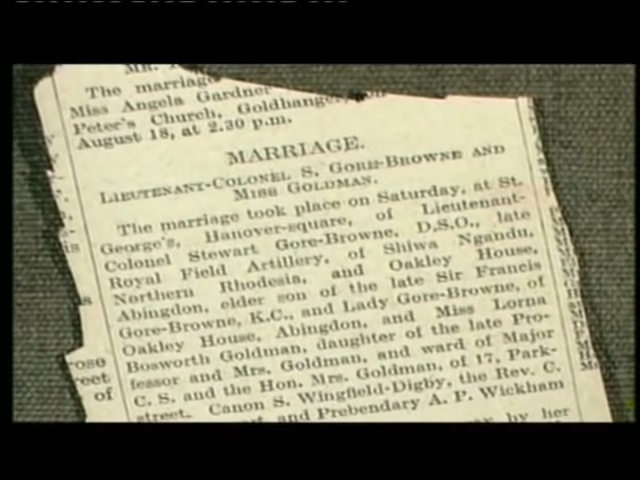 The marriage
Miss Angela Gardner
Peter's Church, Goldhanger, on
August 18, at 2.30 p.m.
MARRIAGE.
LIEUTENANT-COLONEL S. GORE-BROWNE AND
MISS GOLDMAN.
The marriage took place on Saturday, at St.
George's, Hanover-square, of Lieutenant-
Colonel Stewart Gore-Browne, D.S.O., late
Royal Field Artillery, of Shiwa Ngandu,
Northern Rhodesia, and Oakley House,
Abingdon, elder son of the late Sir Francis
Gore-Browne, K.C., and Lady Gore-Browne, of
Oakley House, Abingdon, and Miss Lorna
Bosworth Goldman, daughter of the late Pro-
fessor and Mrs. Goldman, and ward of Major
C. S. and the Hon. Mrs. Goldman, of 17, Park-
street. Canon S. Wingfield-Digby, the Rev. C.
and Prebendary A. P. Wickham
by her